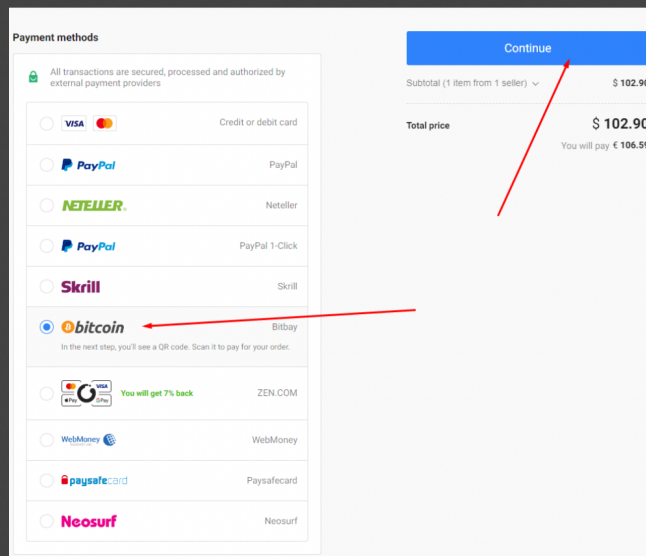 Payment methods
All transactions are secured, processed and authorized by
external payment providers
VISA Credit or debit card
PayPal PayPal
NETELLER. Neteller
PayPal PayPal 1-Click
Skrill Skrill
bitcoin Bitbay
In the next step, you'll see a QR code. Scan it to pay for your order.
VISA Pay GPay You will get 7% back ZEN.COM
WebMoney WebMoney
paysafecard Paysafecard
Neosurf Neosurf
Continue
Subtotal (1 item from 1 seller) $ 102.90
Total price $ 102.90
You will pay € 106.59